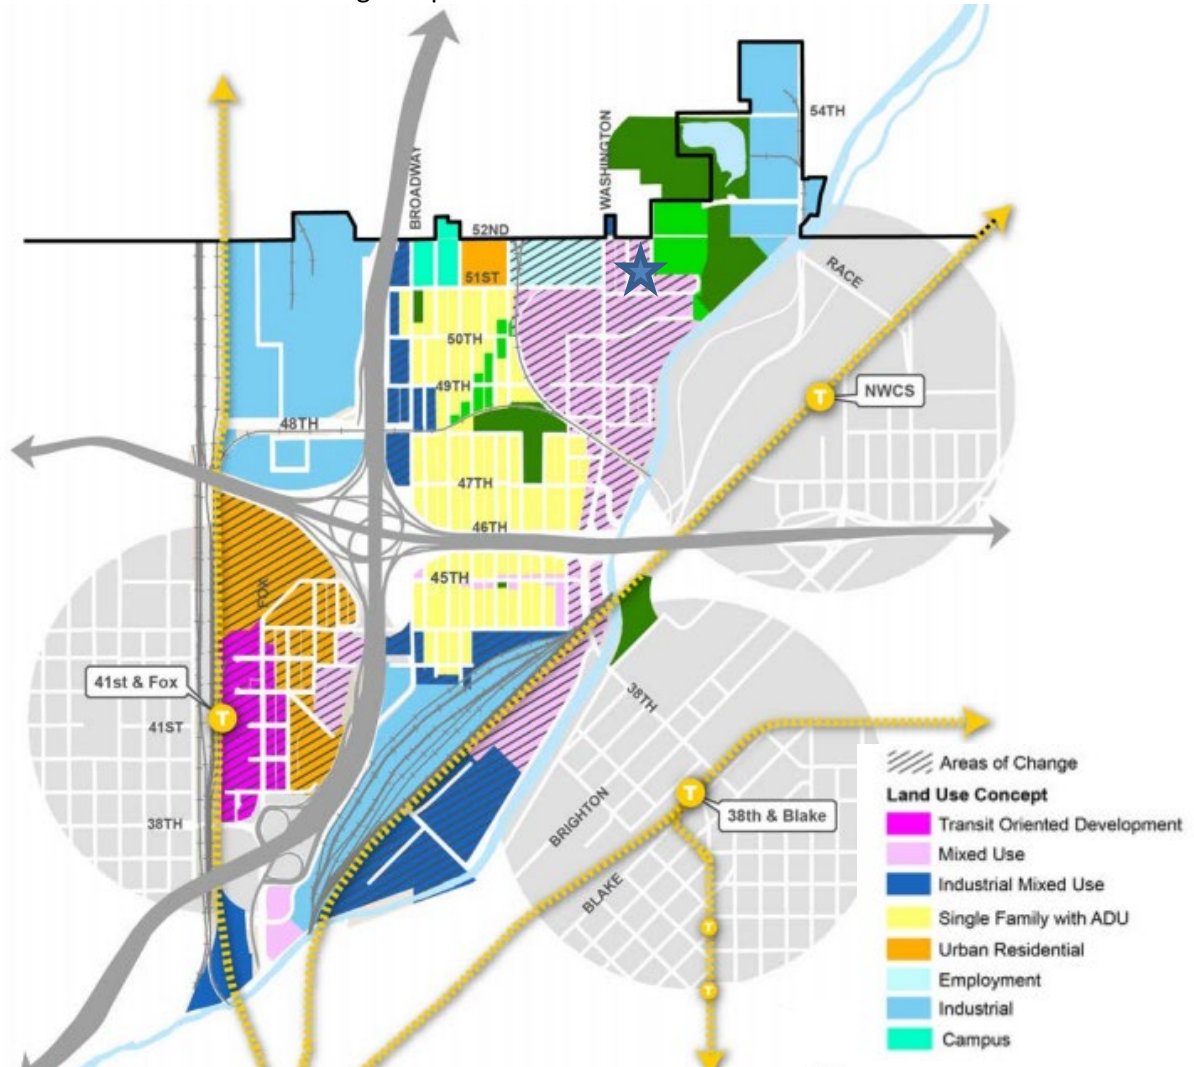 BROADWAY
WASHINGTON
54TH
52ND
51ST
RACE
50TH
49TH
NWCS
T
48TH
47TH
46TH
45TH
FOX
41st & Fox
T
41ST
38TH
38TH
BRIGHTON
BLAKE
T
38th & Blake
T
T
Areas of Change
Land Use Concept
Transit Oriented Development
Mixed Use
Industrial Mixed Use
Single Family with ADU
Urban Residential
Employment
Industrial
Campus